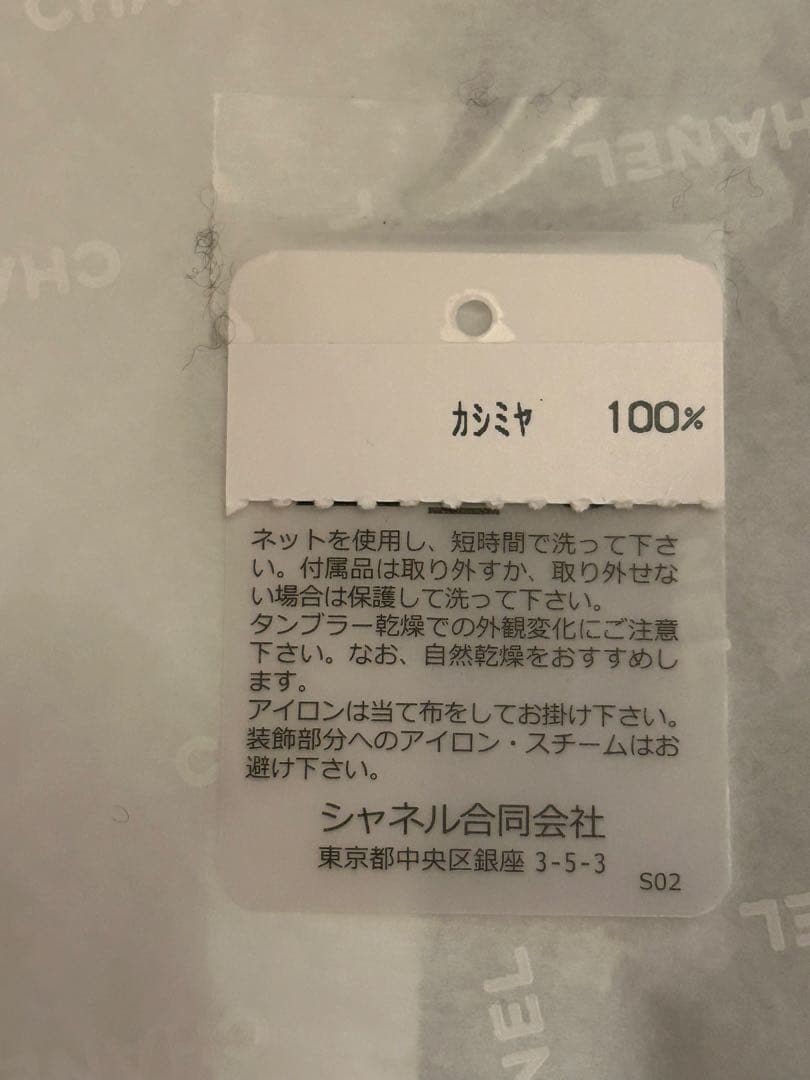 CHANEL
CHANEL
カシミヤ 100%
ネットを使用し、短時間で洗って下さ
い。付属品は取り外すか、取り外せな
い場合は保護して洗って下さい。
タンブラー乾燥での外観変化にご注意
下さい。なお、自然乾燥をおすすめし
ます。
アイロンは当て布をしてお掛け下さい。
装飾部分へのアイロン・スチームはお
避け下さい。
シャネル合同会社
東京都中央区銀座 3-5-3
S02